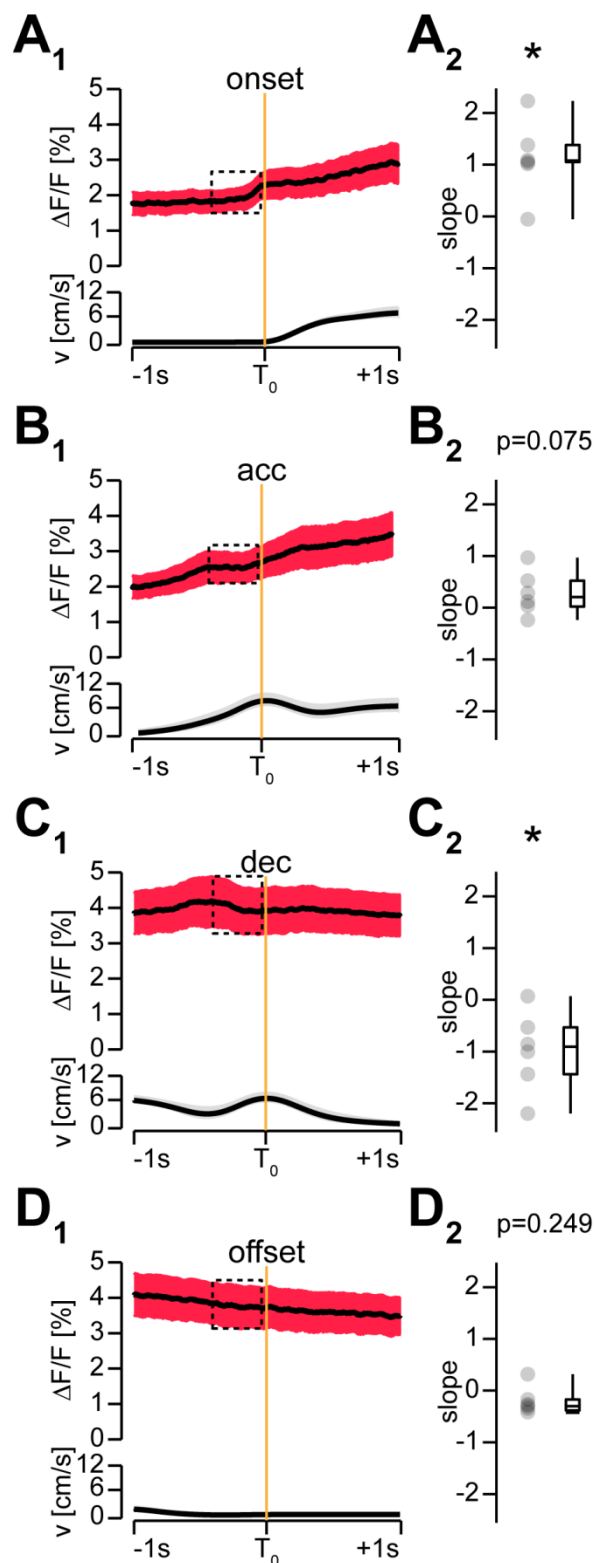 A1
A2
onset
*
5
4
3
2
1
0
ΔF/F [%]
12
6
0
v [cm/s]
-1s
T0
+1s
2
1
0
-1
-2
slope
B1
B2
acc
p=0.075
5
4
3
2
1
0
ΔF/F [%]
12
6
0
v [cm/s]
-1s
T0
+1s
2
1
0
-1
-2
slope
C1
C2
dec
*
5
4
3
2
1
0
ΔF/F [%]
12
6
0
v [cm/s]
-1s
T0
+1s
2
1
0
-1
-2
slope
D1
D2
offset
p=0.249
5
4
3
2
1
0
ΔF/F [%]
12
6
0
v [cm/s]
-1s
T0
+1s
2
1
0
-1
-2
slope